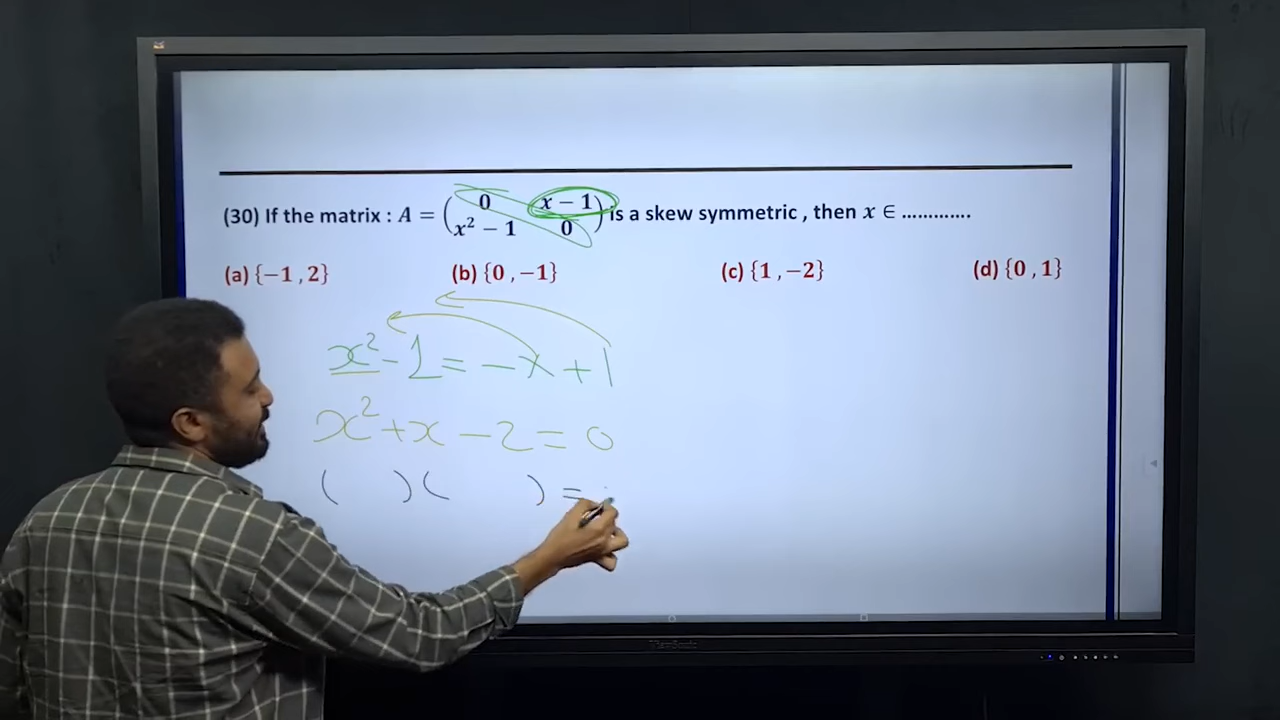 (30) If the matrix : A = ( 0 x − 1 ) is a skew symmetric , then x ∈ .............
x² − 1 0
(a) {−1 , 2} (b) {0 , −1} (c) {1 , −2} (d) {0 , 1}
x² - 1 = - x + 1
x² + x - 2 = 0
( ) ( ) =
ViewSonic